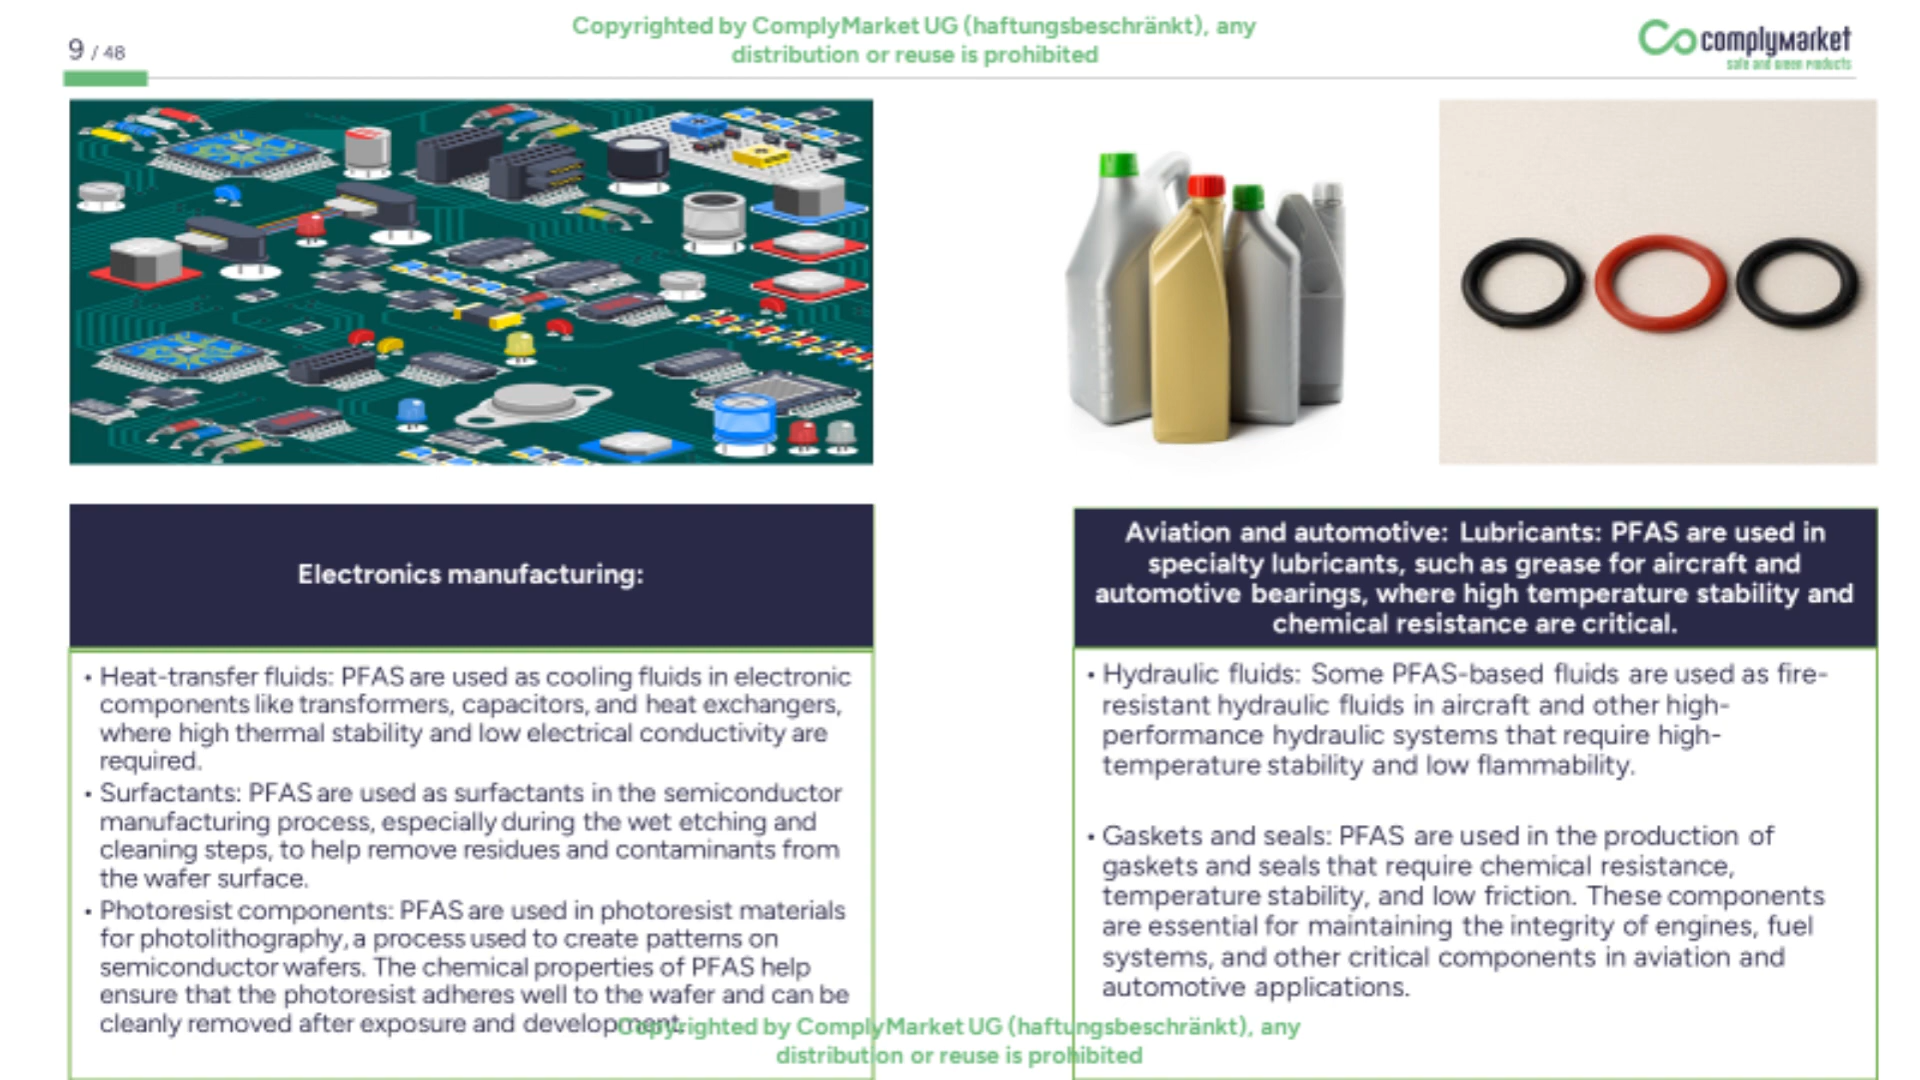 Copyrighted by ComplyMarket UG (haftungsbeschränkt), any
distribution or reuse is prohibited
9 / 48
complymarket
safe and green products
Electronics manufacturing:
• Heat-transfer fluids: PFAS are used as cooling fluids in electronic
components like transformers, capacitors, and heat exchangers,
where high thermal stability and low electrical conductivity are
required.
• Surfactants: PFAS are used as surfactants in the semiconductor
manufacturing process, especially during the wet etching and
cleaning steps, to help remove residues and contaminants from
the wafer surface.
• Photoresist components: PFAS are used in photoresist materials
for photolithography, a process used to create patterns on
semiconductor wafers. The chemical properties of PFAS help
ensure that the photoresist adheres well to the wafer and can be
cleanly removed after exposure and development.
Aviation and automotive: Lubricants: PFAS are used in
specialty lubricants, such as grease for aircraft and
automotive bearings, where high temperature stability and
chemical resistance are critical.
• Hydraulic fluids: Some PFAS-based fluids are used as fire-
resistant hydraulic fluids in aircraft and other high-
performance hydraulic systems that require high-
temperature stability and low flammability.
• Gaskets and seals: PFAS are used in the production of
gaskets and seals that require chemical resistance,
temperature stability, and low friction. These components
are essential for maintaining the integrity of engines, fuel
systems, and other critical components in aviation and
automotive applications.
Copyrighted by ComplyMarket UG (haftungsbeschränkt), any
distribution or reuse is prohibited